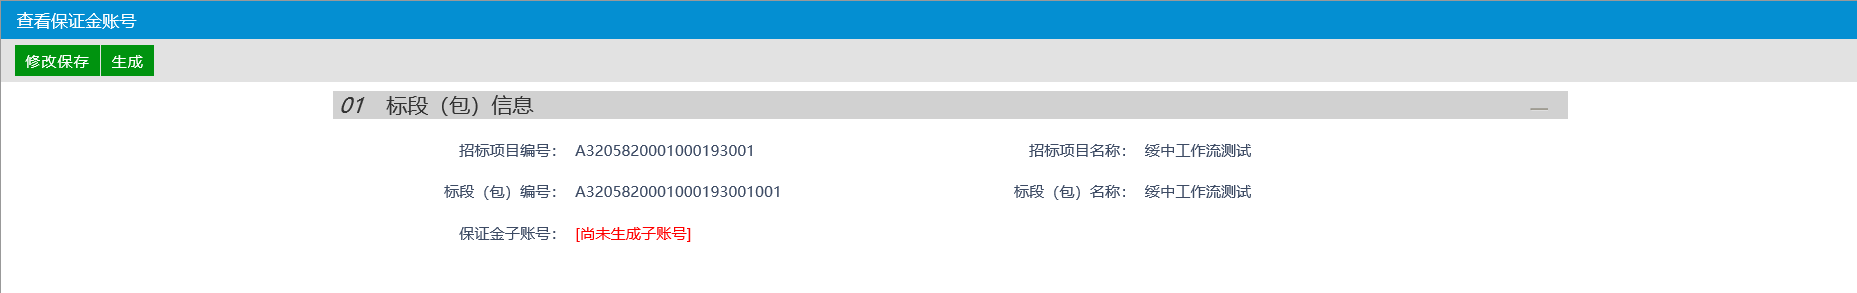 查看保证金账号
修改保存 生成
01 标段（包）信息
招标项目编号： A3205820001000193001 招标项目名称： 绥中工作流测试
标段（包）编号： A3205820001000193001001 标段（包）名称： 绥中工作流测试
保证金子账号： [尚未生成子账号]